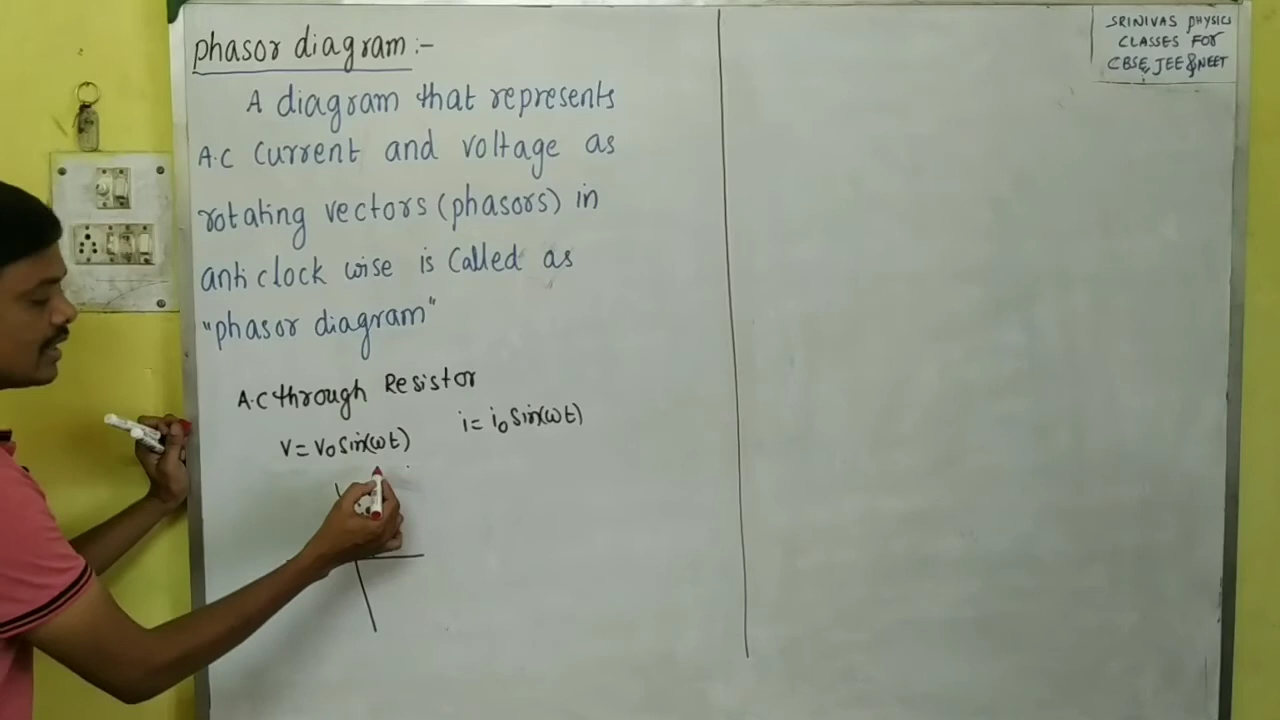 phasor diagram :-
A diagram that represents
A.C Current and voltage as
rotating vectors (phasors) in
anti clock wise is Called as
"phasor diagram"
A.C through Resistor
V = V₀ Sin(ωt)
i = i₀ Sin(ωt)
SRINIVAS PHYSICS
CLASSES FOR
CBSE, JEE & NEET